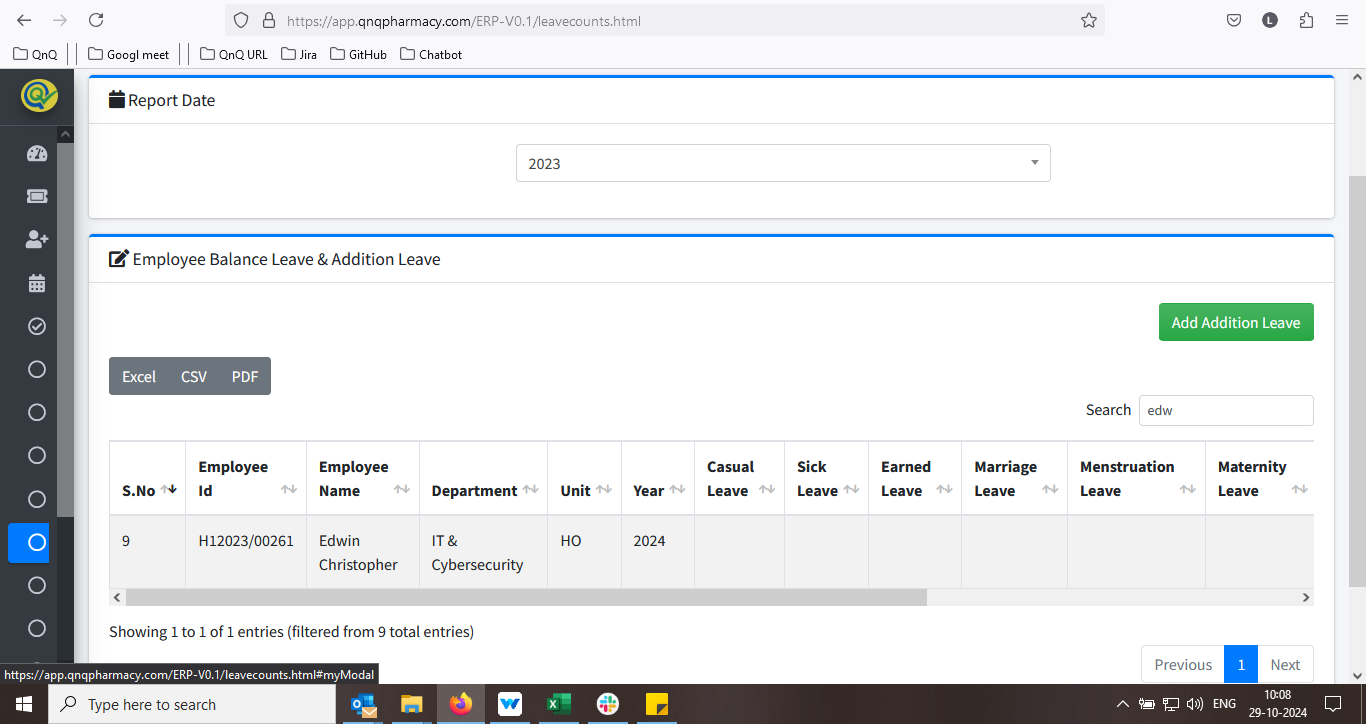 https://app.qnqpharmacy.com/ERP-V0.1/leavecounts.html
L
QnQ
Googl meet
QnQ URL
Jira
GitHub
Chatbot
Report Date
2023
Employee Balance Leave & Addition Leave
Add Addition Leave
Excel CSV PDF
Search edw
S.No
Employee Id
Employee Name
Department
Unit
Year
Casual Leave
Sick Leave
Earned Leave
Marriage Leave
Menstruation Leave
Maternity Leave
9
H12023/00261
Edwin Christopher
IT & Cybersecurity
HO
2024
Showing 1 to 1 of 1 entries (filtered from 9 total entries)
Previous 1 Next
https://app.qnqpharmacy.com/ERP-V0.1/leavecounts.html#myModal
Type here to search
ENG
10:08
29-10-2024